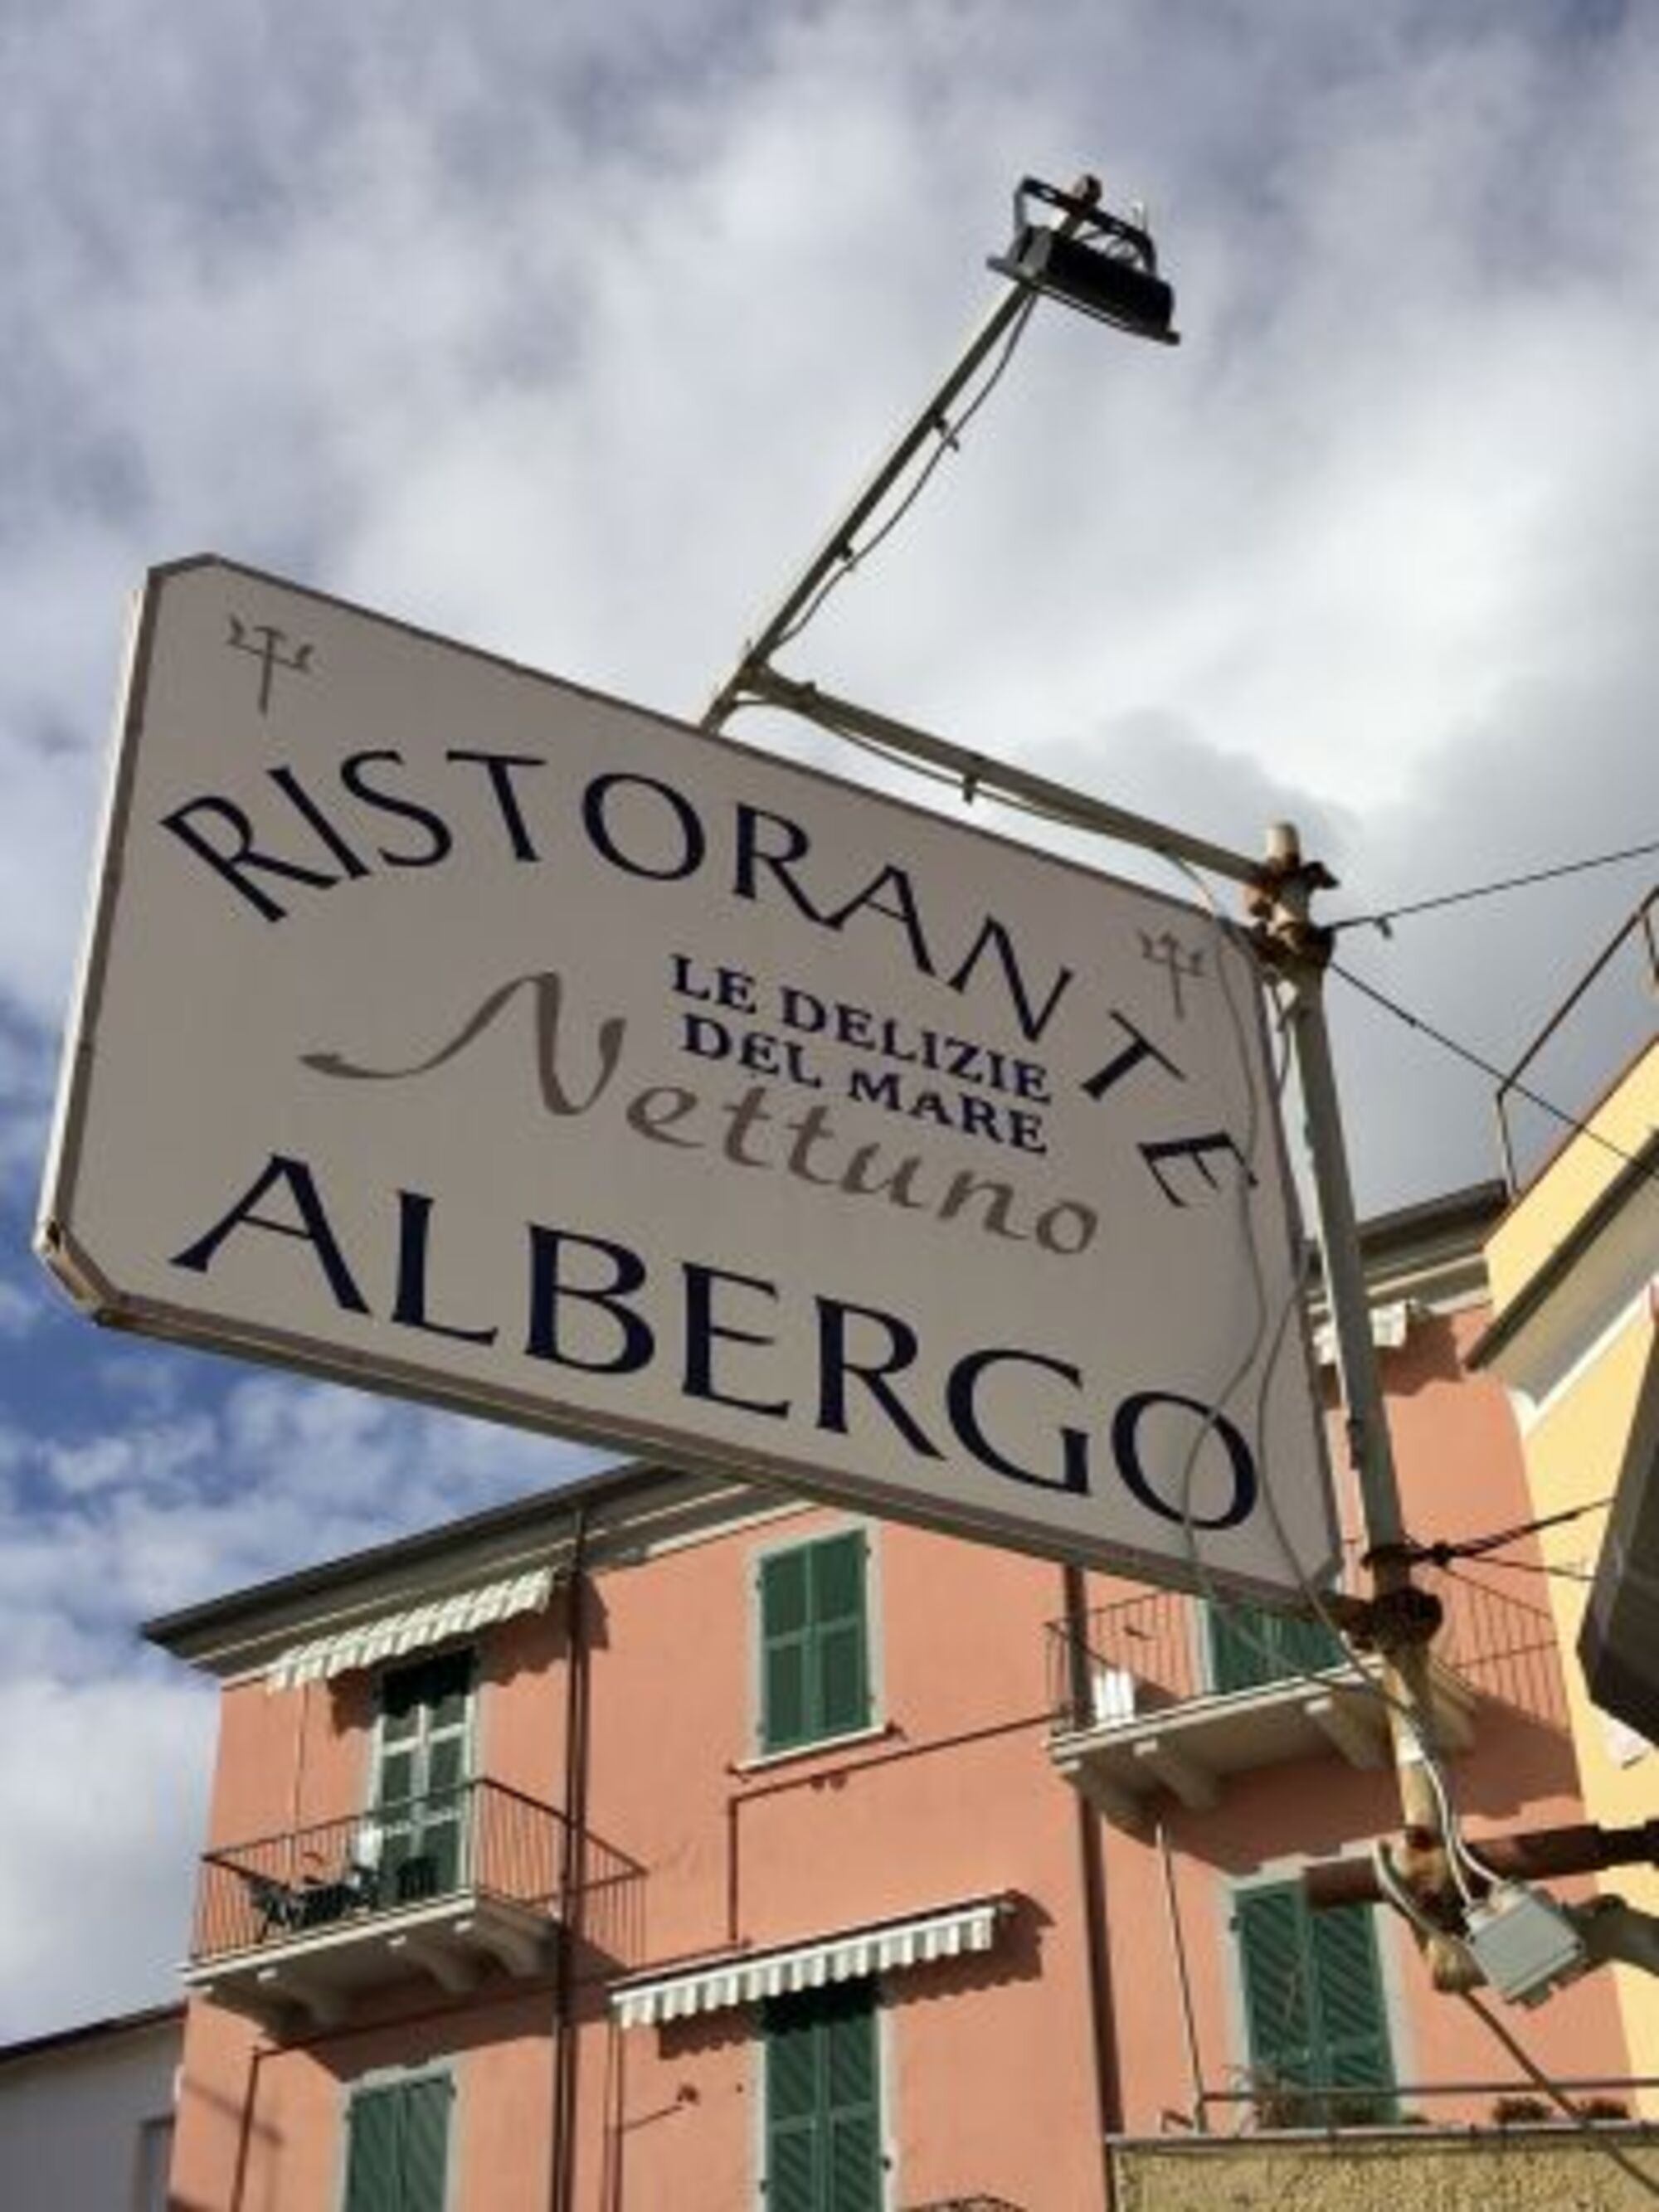 RISTORANTE
LE DELIZIE
DEL MARE
Nettuno
ALBERGO